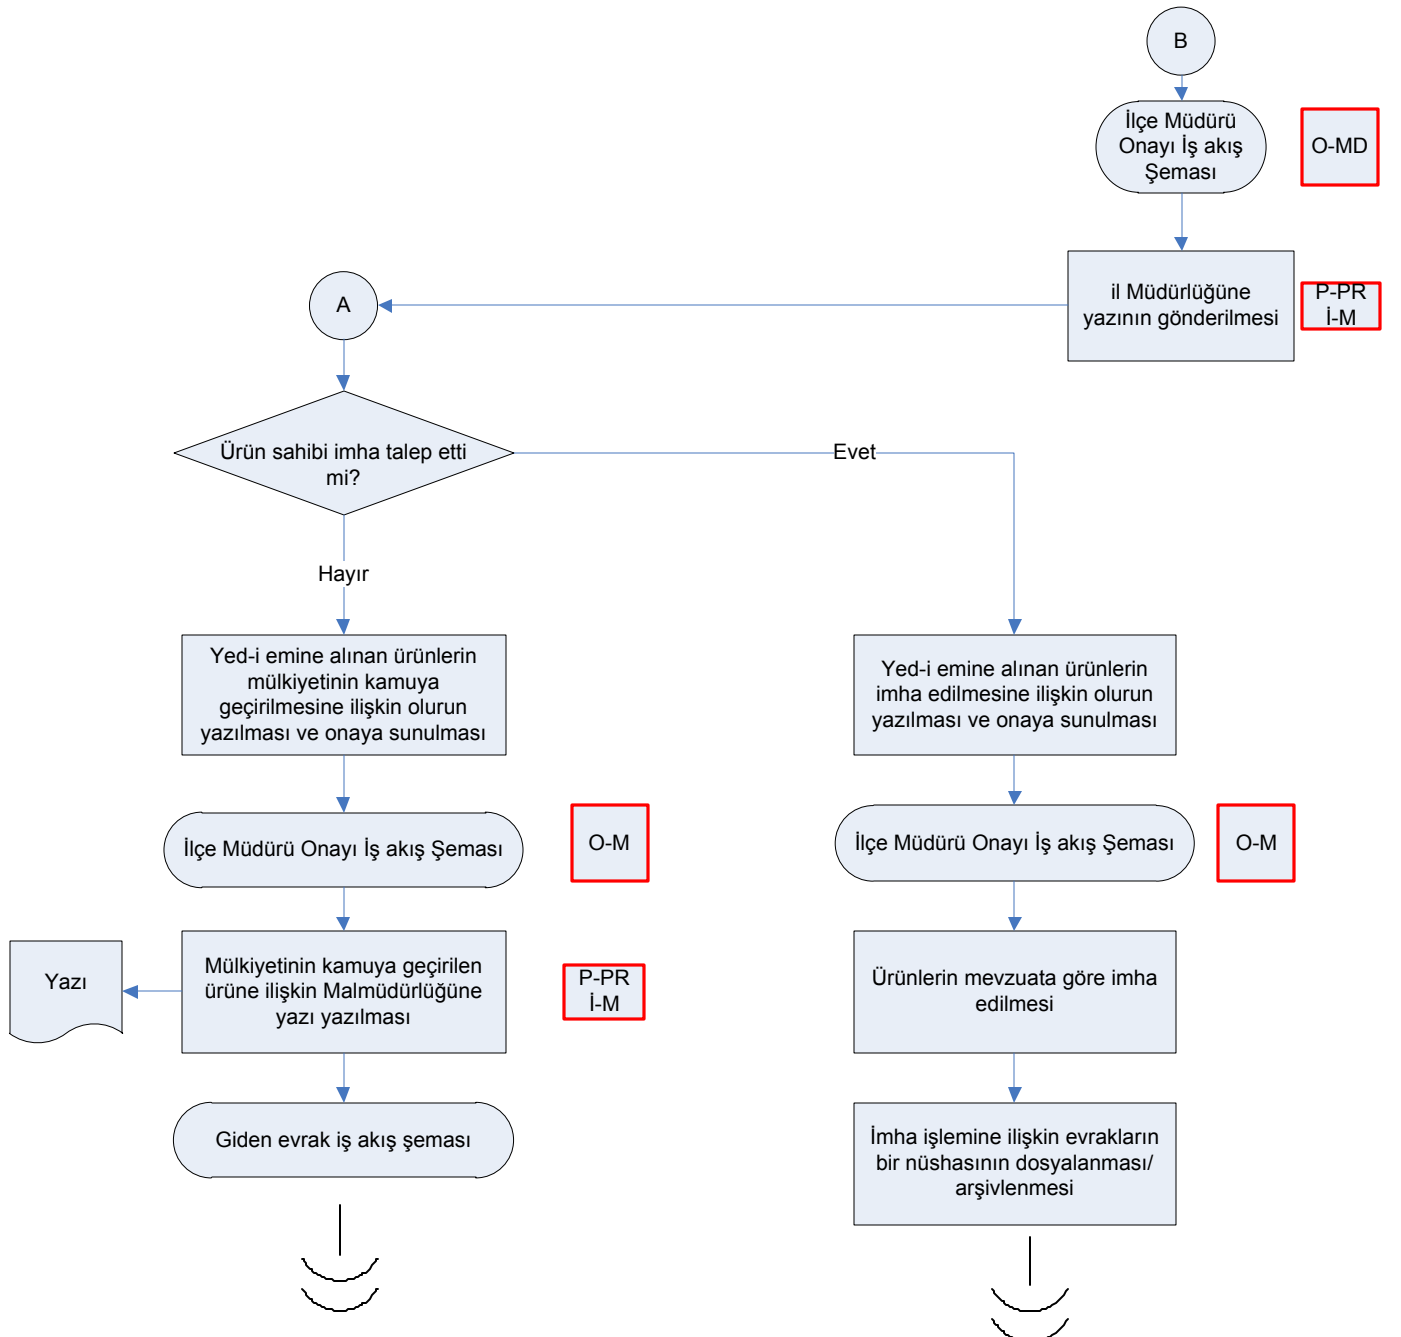 B
İlçe Müdürü
Onayı İş akış
Şeması
O-MD
il Müdürlüğüne
yazının gönderilmesi
P-PR
İ-M
A
Ürün sahibi imha talep etti
mi?
Evet
Hayır
Yed-i emine alınan ürünlerin
mülkiyetinin kamuya
geçirilmesine ilişkin olurun
yazılması ve onaya sunulması
Yed-i emine alınan ürünlerin
imha edilmesine ilişkin olurun
yazılması ve onaya sunulması
İlçe Müdürü Onayı İş akış Şeması
O-M
İlçe Müdürü Onayı İş akış Şeması
O-M
Yazı
Mülkiyetinin kamuya geçirilen
ürüne ilişkin Malmüdürlüğüne
yazı yazılması
P-PR
İ-M
Ürünlerin mevzuata göre imha
edilmesi
Giden evrak iş akış şeması
İmha işlemine ilişkin evrakların
bir nüshasının dosyalanması/
arşivlenmesi